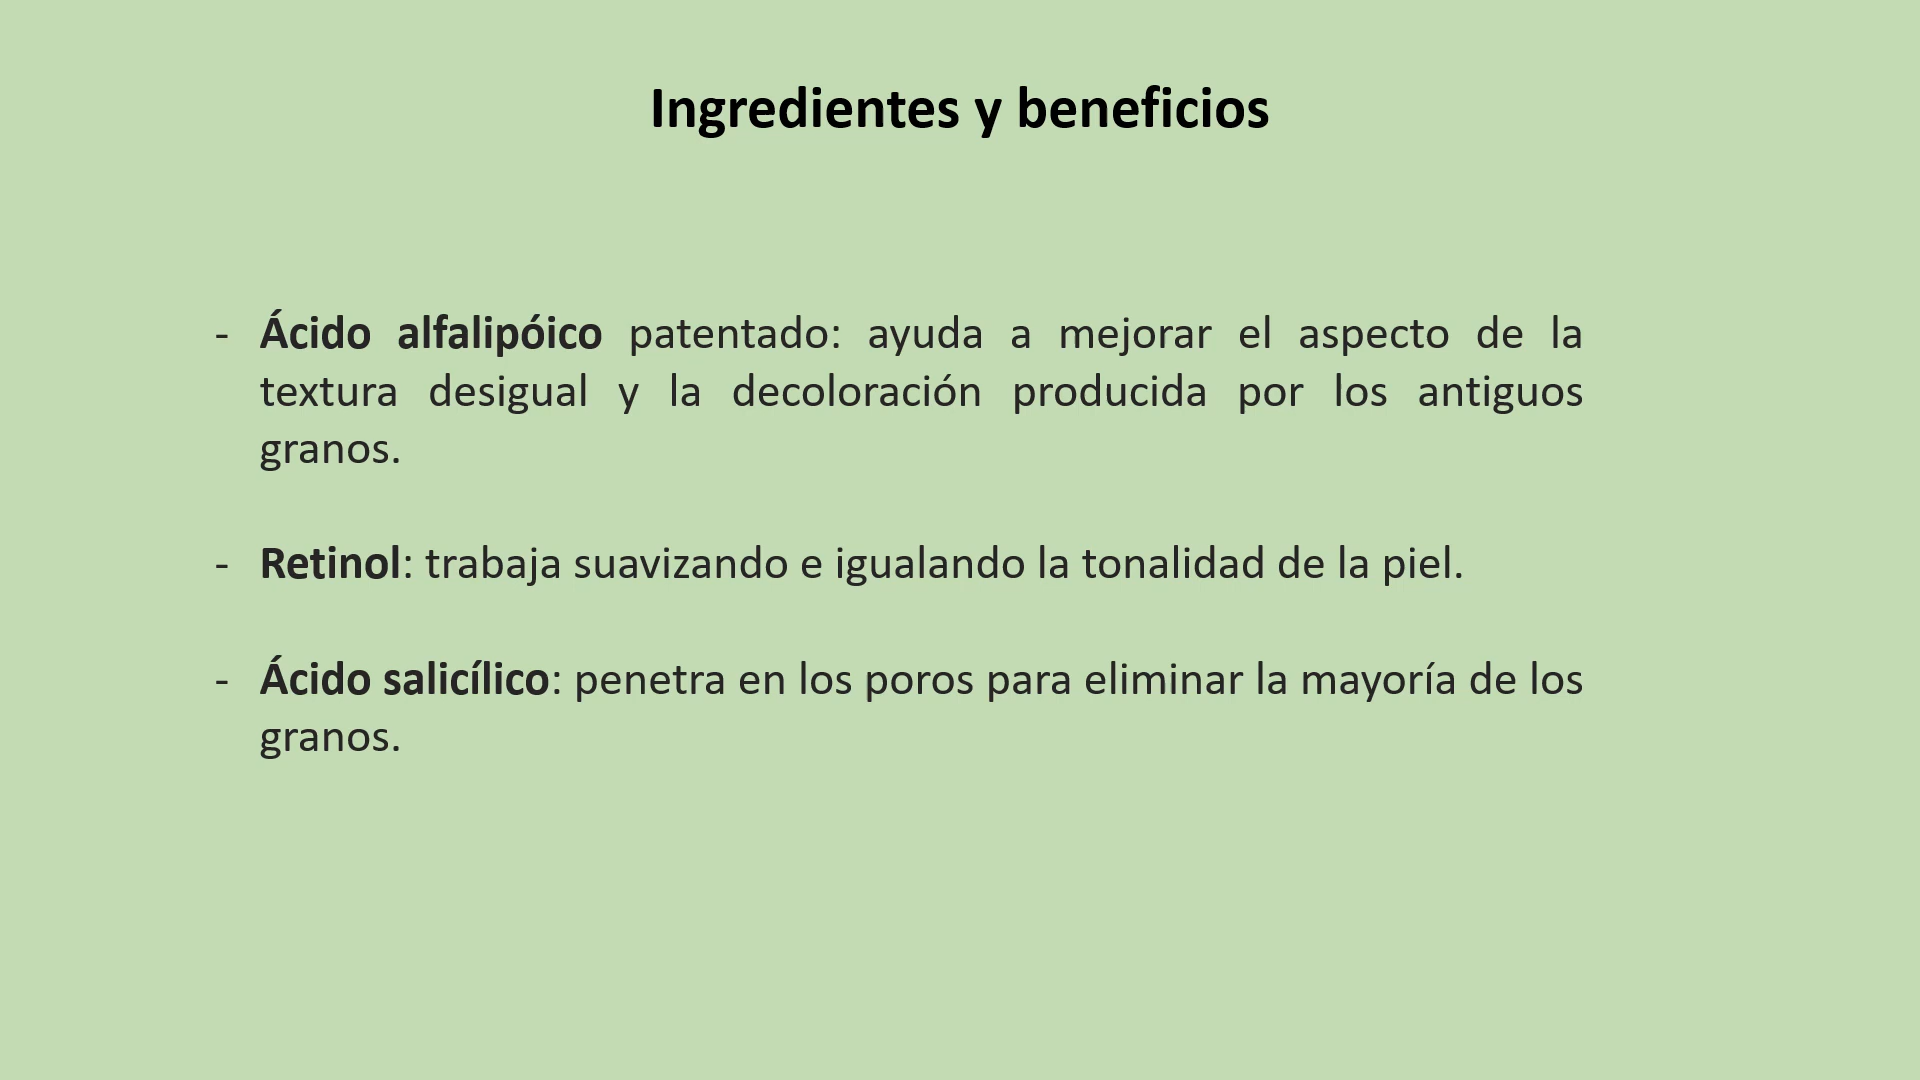 Ingredientes y beneficios
- Ácido alfalipóico patentado: ayuda a mejorar el aspecto de la
textura desigual y la decoloración producida por los antiguos
granos.
- Retinol: trabaja suavizando e igualando la tonalidad de la piel.
- Ácido salicílico: penetra en los poros para eliminar la mayoría de los
granos.